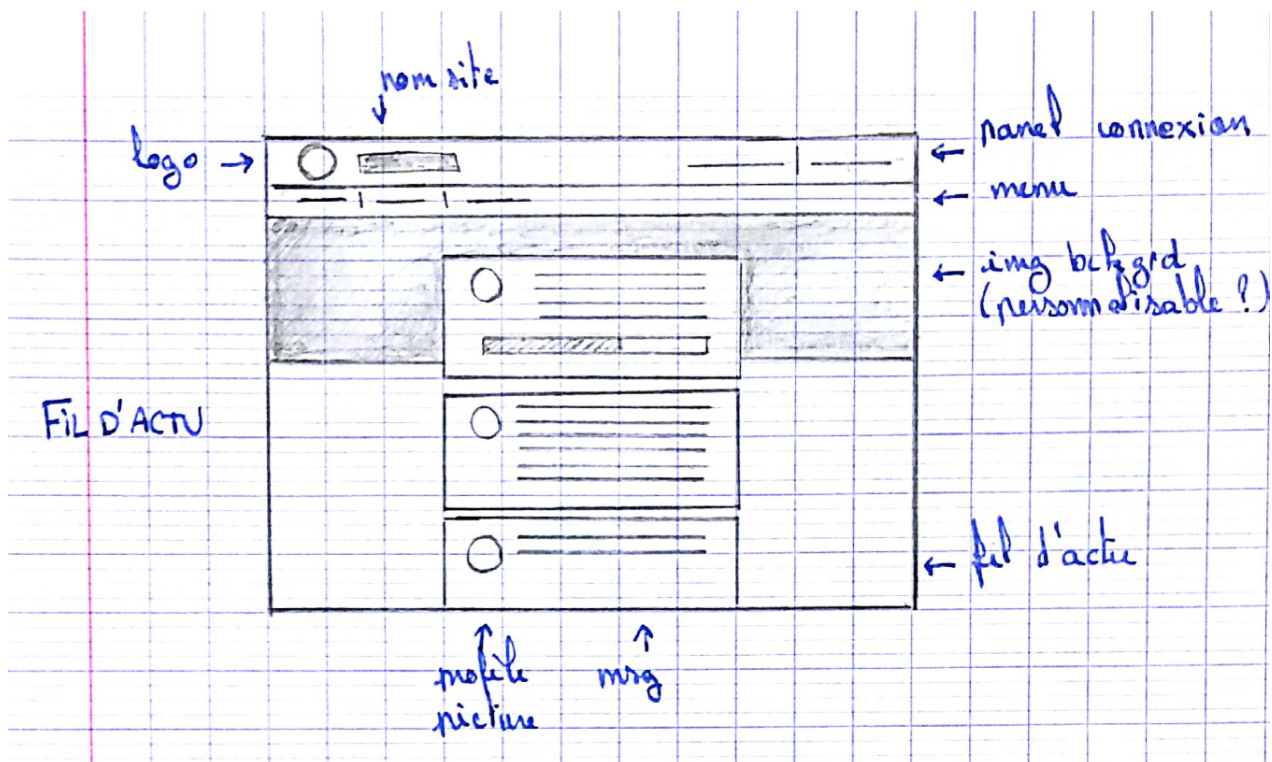 nom site
logo →
← panel connexion
← menu
← img bckgrd
(personnalisable ?)
FIL D'ACTU
← fil d'actu
profile
picture
msg